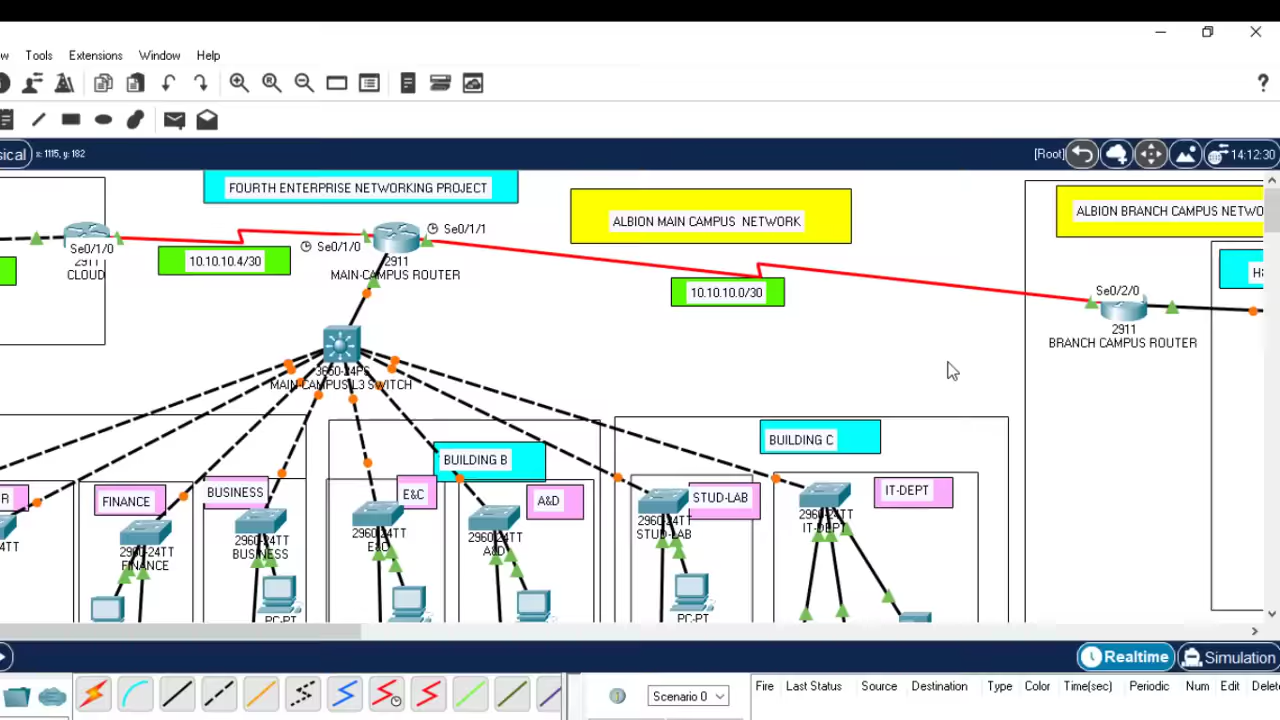 Tools Extensions Window Help
x: 1115, y: 182
[Root]
14:12:30
FOURTH ENTERPRISE NETWORKING PROJECT
ALBION MAIN CAMPUS NETWORK
ALBION BRANCH CAMPUS NETWO
Se0/1/0
2911
CLOUD
10.10.10.4/30
Se0/1/0
Se0/1/1
2911
MAIN-CAMPUS ROUTER
10.10.10.0/30
Se0/2/0
2911
BRANCH CAMPUS ROUTER
3650-24PS
MAIN-CAMPUS L3 SWITCH
BUILDING B
BUILDING C
R
FINANCE
BUSINESS
E&C
A&D
STUD-LAB
IT-DEPT
4TT
2960-24TT
FINANCE
2960-24TT
BUSINESS
2960-24TT
E&C
2960-24TT
A&D
2960-24TT
STUD-LAB
2960-24TT
IT-DEPT
PC-PT
PC-PT
Realtime
Simulation
Scenario 0
Fire Last Status Source Destination Type Color Time(sec) Periodic Num Edit Delete